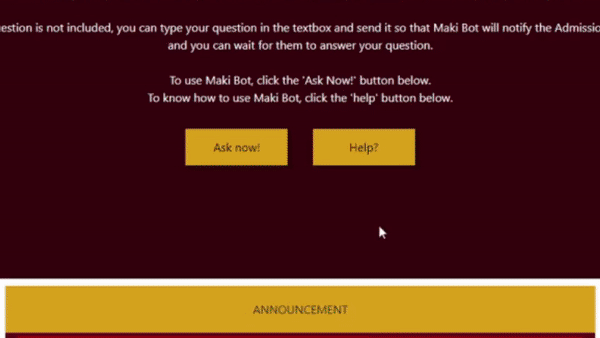 estion is not included, you can type your question in the textbox and send it so that Maki Bot will notify the Admissio
and you can wait for them to answer your question.
To use Maki Bot, click the 'Ask Now!' button below.
To know how to use Maki Bot, click the 'help' button below.
Ask now!
Help?
ANNOUNCEMENT